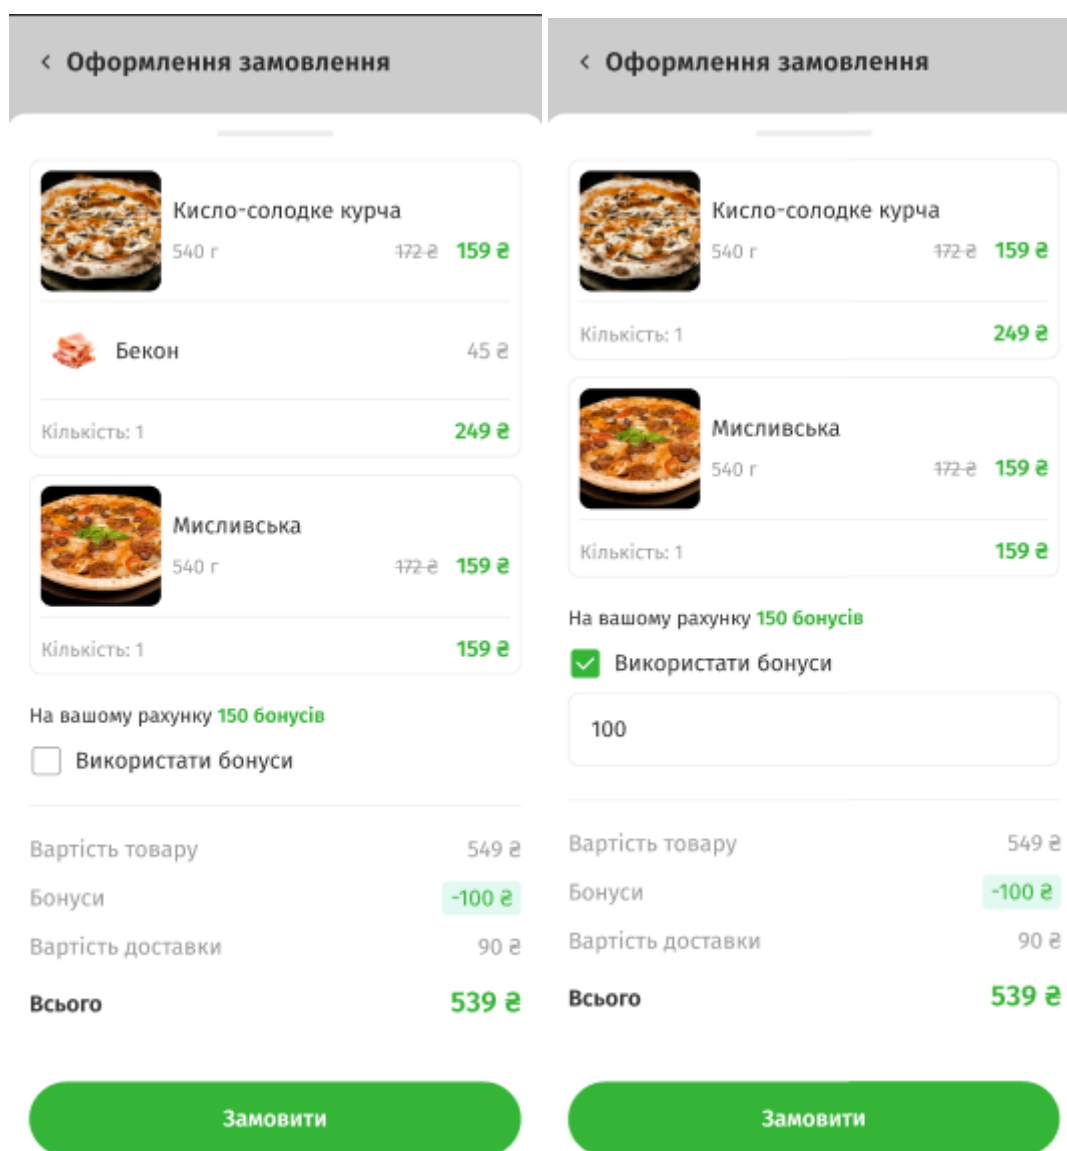 Оформлення замовлення
Кисло-солодке курча
540 г 172 ₴ 159 ₴
Бекон 45 ₴
Кількість: 1 249 ₴
Мисливська
540 г 172 ₴ 159 ₴
Кількість: 1 159 ₴
На вашому рахунку 150 бонусів
Використати бонуси
Вартість товару 549 ₴
Бонуси -100 ₴
Вартість доставки 90 ₴
Всього 539 ₴
Замовити
Оформлення замовлення
Кисло-солодке курча
540 г 172 ₴ 159 ₴
Кількість: 1 249 ₴
Мисливська
540 г 172 ₴ 159 ₴
Кількість: 1 159 ₴
На вашому рахунку 150 бонусів
Використати бонуси
100
Вартість товару 549 ₴
Бонуси -100 ₴
Вартість доставки 90 ₴
Всього 539 ₴
Замовити